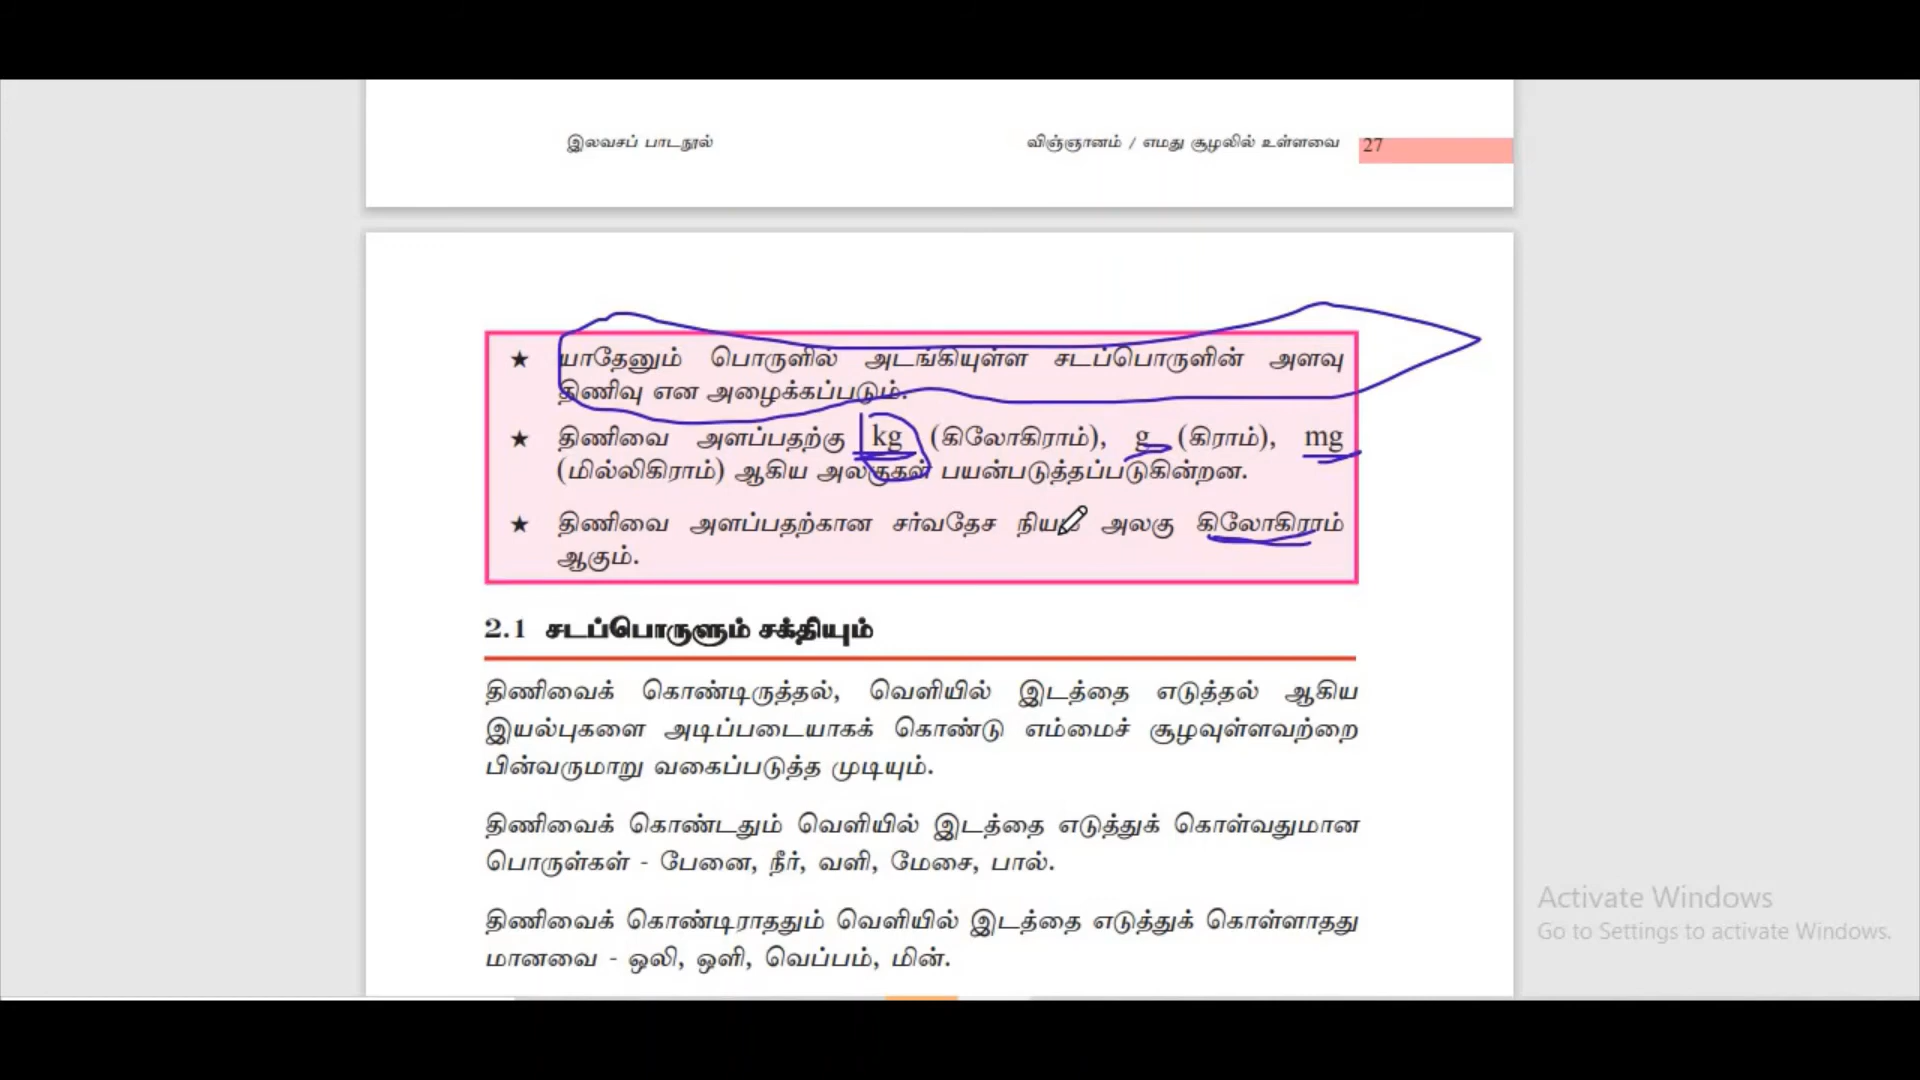 இலவசப் பாடநூல்
விஞ்ஞானம் / எமது சூழலில் உள்ளவை 27
★ யாதேனும் பொருளில் அடங்கியுள்ள சடப்பொருளின் அளவு
திணிவு என அழைக்கப்படும்.
★ திணிவை அளப்பதற்கு kg (கிலோகிராம்), g (கிராம்), mg
(மில்லிகிராம்) ஆகிய அலகுகள் பயன்படுத்தப்படுகின்றன.
★ திணிவை அளப்பதற்கான சர்வதேச நியம அலகு கிலோகிராம்
ஆகும்.
2.1 சடப்பொருளும் சக்தியும்
திணிவைக் கொண்டிருத்தல், வெளியில் இடத்தை எடுத்தல் ஆகிய
இயல்புகளை அடிப்படையாகக் கொண்டு எம்மைச் சூழவுள்ளவற்றை
பின்வருமாறு வகைப்படுத்த முடியும்.
திணிவைக் கொண்டதும் வெளியில் இடத்தை எடுத்துக் கொள்வதுமான
பொருள்கள் - பேனை, நீர், வளி, மேசை, பால்.
திணிவைக் கொண்டிராததும் வெளியில் இடத்தை எடுத்துக் கொள்ளாதது
மானவை - ஒலி, ஒளி, வெப்பம், மின்.
Activate Windows
Go to Settings to activate Windows.